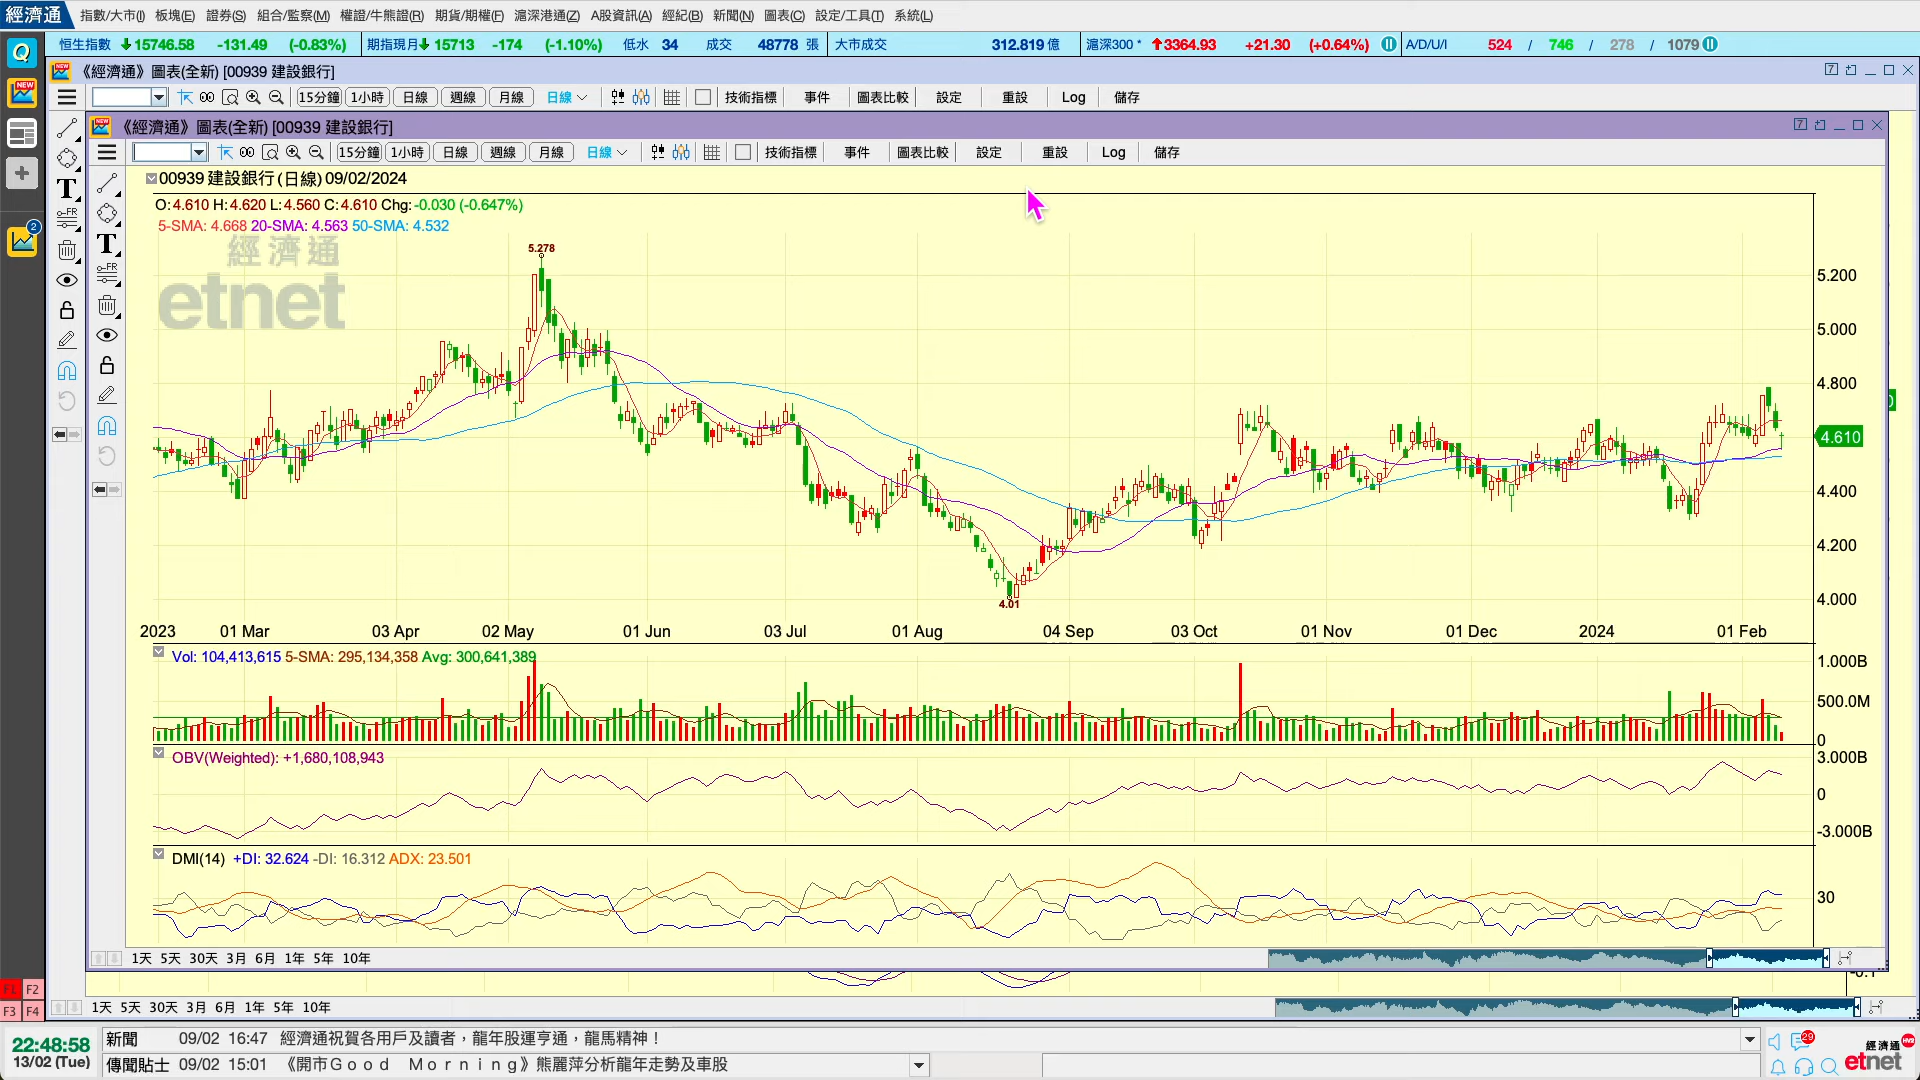 經濟通 指數/大市(I) 板塊(E) 證券(S) 組合/監察(M) 權證/牛熊證(R) 期貨/期權(F) 滬深港通(Z) A股資訊(A) 經紀(B) 新聞(N) 圖表(C) 設定/工具(T) 系統(L)
恒生指數 15746.58 -131.49 (-0.83%) 期指現月 15713 -174 (-1.10%) 低水 34 成交 48778 張 大市成交 312.819 億 滬深300 * 3364.93 +21.30 (+0.64%) A/D/U/I 524 / 746 / 278 / 1079
《經濟通》圖表(全新) [00939 建設銀行]
15分鐘 1小時 日線 週線 月線 日線 技術指標 事件 圖表比較 設定 重設 Log 儲存
《經濟通》圖表(全新) [00939 建設銀行]
15分鐘 1小時 日線 週線 月線 日線 技術指標 事件 圖表比較 設定 重設 Log 儲存
00939 建設銀行 (日線) 09/02/2024
O: 4.610 H: 4.620 L: 4.560 C: 4.610 Chg: -0.030 (-0.647%)
5-SMA: 4.668 20-SMA: 4.563 50-SMA: 4.532
經濟通
etnet
5.278
5.200
5.000
4.800
4.610
4.400
4.200
4.000
4.01
2023 01 Mar 03 Apr 02 May 01 Jun 03 Jul 01 Aug 04 Sep 03 Oct 01 Nov 01 Dec 2024 01 Feb
Vol: 104,413,615 5-SMA: 295,134,358 Avg: 300,641,389
1.000B
500.0M
0
OBV(Weighted): +1,680,108,943
3.000B
0
-3.000B
DMI(14) +DI: 32.624 -DI: 16.312 ADX: 23.501
30
1天 5天 30天 3月 6月 1年 5年 10年
1天 5天 30天 3月 6月 1年 5年 10年
F1 F2
F3 F4
22:48:58
13/02 (Tue)
新聞 09/02 16:47 經濟通祝賀各用戶及讀者，龍年股運亨通，龍馬精神！
傳聞貼士 09/02 15:01 《開市Good Morning》熊麗萍分析龍年走勢及車股
29
經濟通
etnet